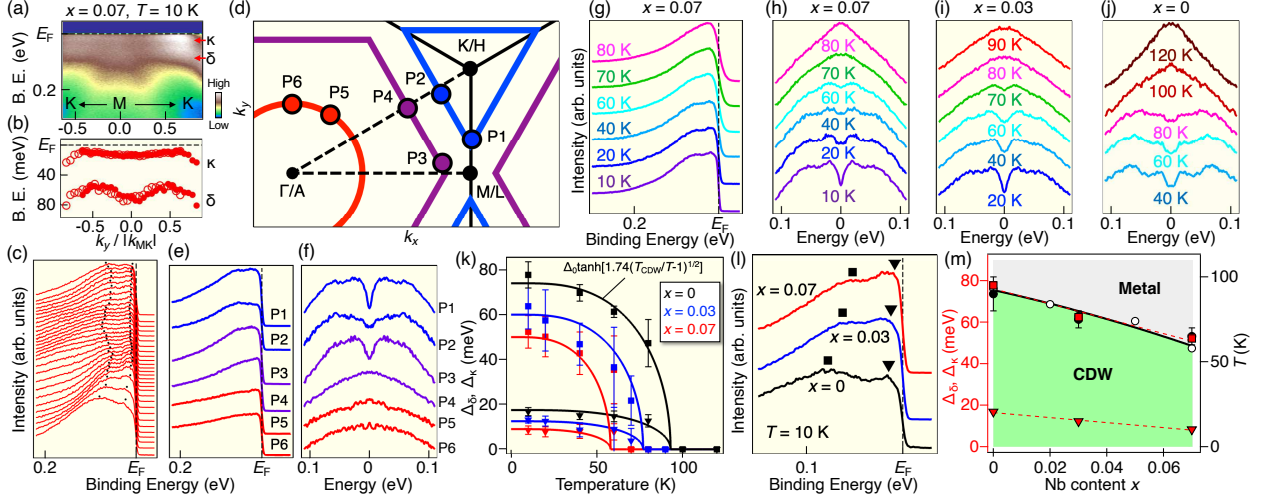 (a) x = 0.07, T = 10 K
B. E. (eV)
E_F
0.2
κ
δ
High
Low
K ← M → K
-0.5 0.0 0.5
(b)
B. E. (meV)
E_F
40
80
κ
δ
-0.5 0.0 0.5
k_y / |k_MK|
(c)
Intensity (arb. units)
0.2 E_F
Binding Energy (eV)
(d)
k_y
k_x
K/H
P2
P4
P6
P5
P1
P3
Γ/A
M/L
(e)
P1
P2
P3
P4
P5
P6
0.2 E_F
Binding Energy (eV)
(f)
P1
P2
P3
P4
P5
P6
0.1 0 0.1
Energy (eV)
(g) x = 0.07
Intensity (arb. units)
80 K
70 K
60 K
40 K
20 K
10 K
0.2 E_F
Binding Energy (eV)
(h) x = 0.07
80 K
70 K
60 K
40 K
20 K
10 K
0.1 0 0.1
Energy (eV)
(i) x = 0.03
90 K
80 K
70 K
60 K
40 K
20 K
0.1 0 0.1
Energy (eV)
(j) x = 0
120 K
100 K
80 K
60 K
40 K
0.1 0 0.1
Energy (eV)
(k)
Δ_0tanh[1.74(T_CDW/T-1)^1/2]
x = 0
x = 0.03
x = 0.07
Δ_δ, Δ_κ (meV)
80
60
40
20
0
0 50 100
Temperature (K)
(l)
Intensity (arb. units)
x = 0.07
x = 0.03
x = 0
T = 10 K
0.1 E_F
Binding Energy (eV)
(m)
Δ_δ, Δ_κ (meV)
80
60
40
20
0
Metal
CDW
100
50
0
T (K)
0 0.02 0.04 0.06
Nb content x